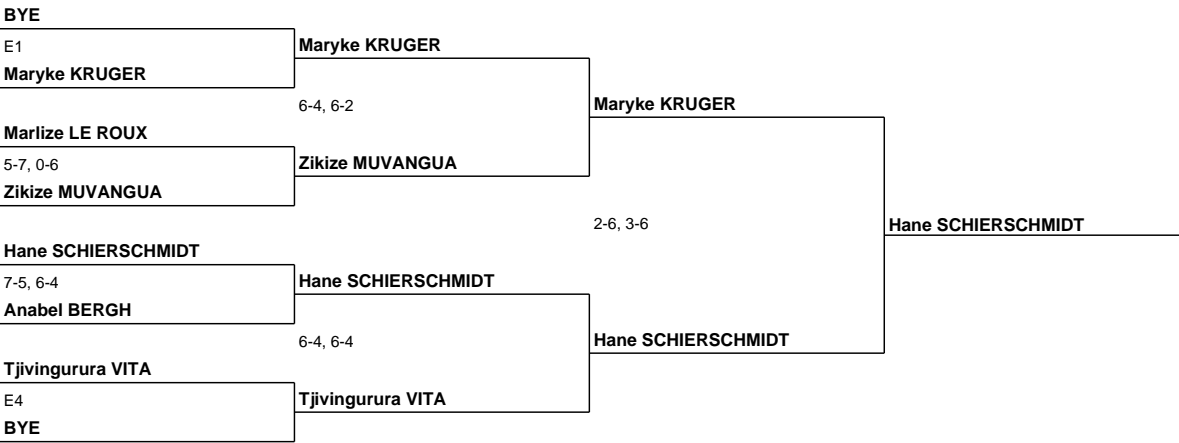 BYE
E1
Maryke KRUGER
Maryke KRUGER
6-4, 6-2
Maryke KRUGER
Marlize LE ROUX
5-7, 0-6
Zikize MUVANGUA
Zikize MUVANGUA
2-6, 3-6
Hane SCHIERSCHMIDT
Hane SCHIERSCHMIDT
7-5, 6-4
Hane SCHIERSCHMIDT
Anabel BERGH
6-4, 6-4
Hane SCHIERSCHMIDT
Tjivingurura VITA
E4
Tjivingurura VITA
BYE